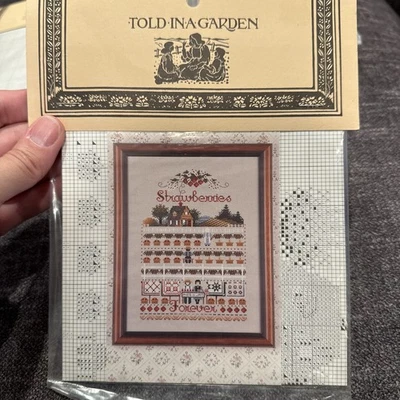 TOLD IN A GARDEN
Strawberries
Forever